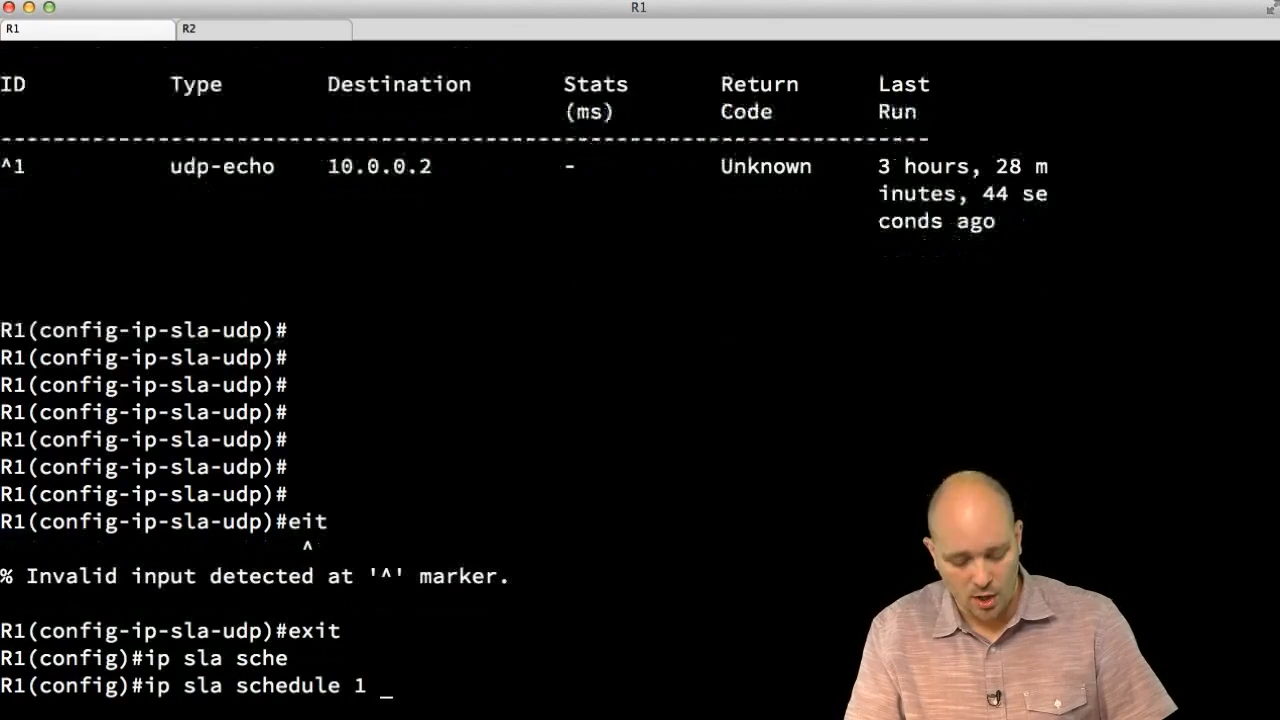 R1
R1
R2
ID Type Destination Stats Return Last
(ms) Code Run
--------------------------------------------------------------------
^1 udp-echo 10.0.0.2 - Unknown 3 hours, 28 m
inutes, 44 se
conds ago
R1(config-ip-sla-udp)#
R1(config-ip-sla-udp)#
R1(config-ip-sla-udp)#
R1(config-ip-sla-udp)#
R1(config-ip-sla-udp)#
R1(config-ip-sla-udp)#
R1(config-ip-sla-udp)#
R1(config-ip-sla-udp)#eit
^
% Invalid input detected at '^' marker.
R1(config-ip-sla-udp)#exit
R1(config)#ip sla sche
R1(config)#ip sla schedule 1 _